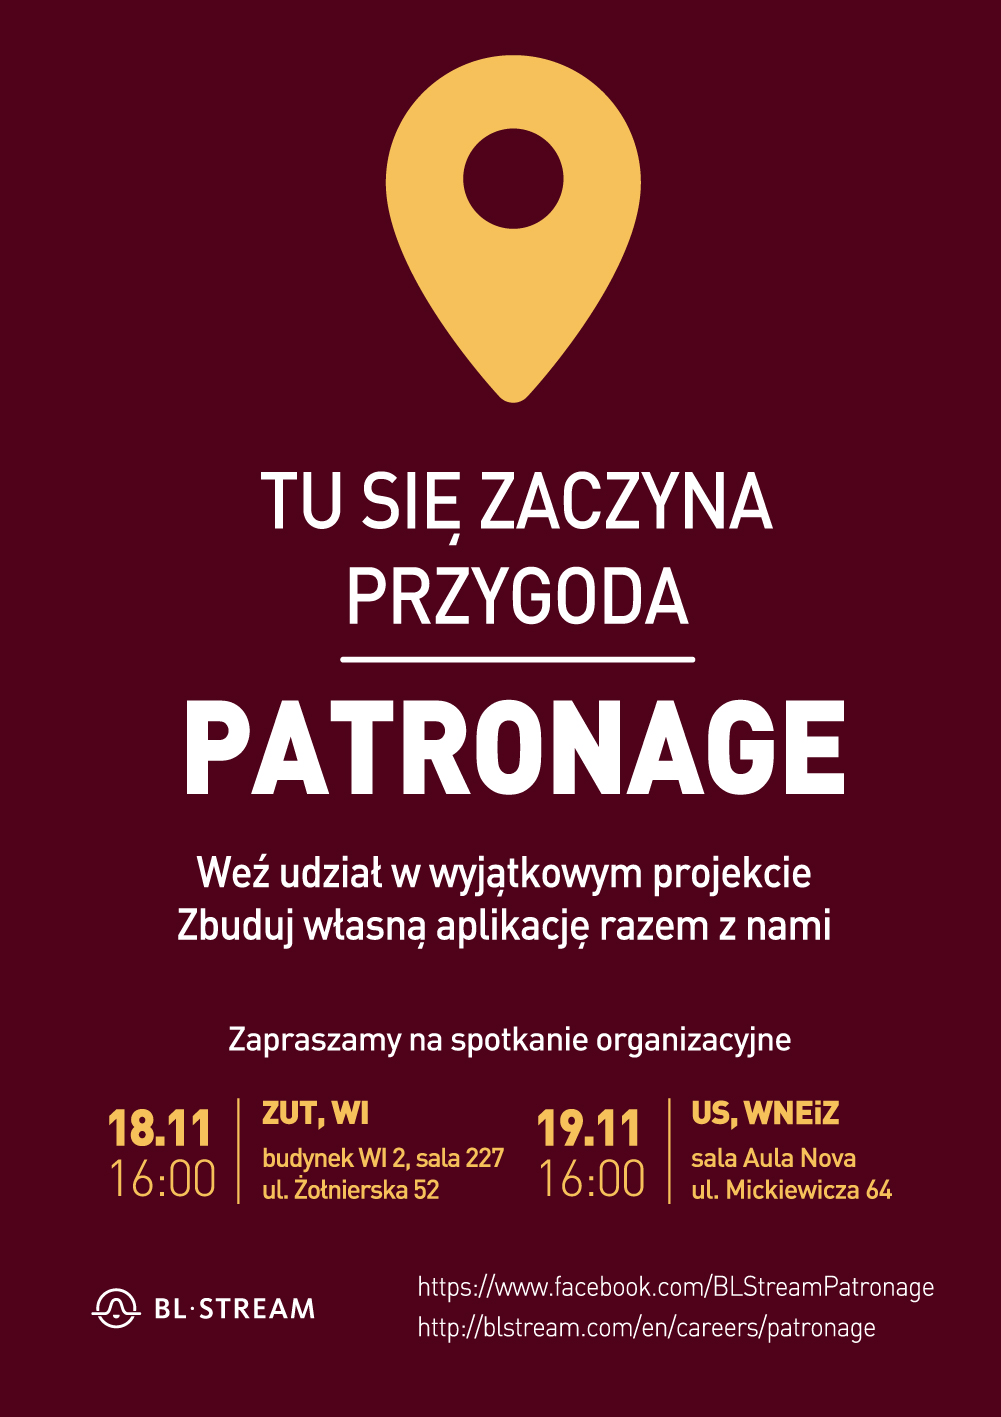 TU SIĘ ZACZYNA
PRZYGODA
PATRONAGE
Weź udział w wyjątkowym projekcie
Zbuduj własną aplikację razem z nami
Zapraszamy na spotkanie organizacyjne
18.11
16:00
ZUT, WI
budynek WI 2, sala 227
ul. Żołnierska 52
19.11
16:00
US, WNEiZ
sala Aula Nova
ul. Mickiewicza 64
BL·STREAM
https://www.facebook.com/BLStreamPatronage
http://blstream.com/en/careers/patronage